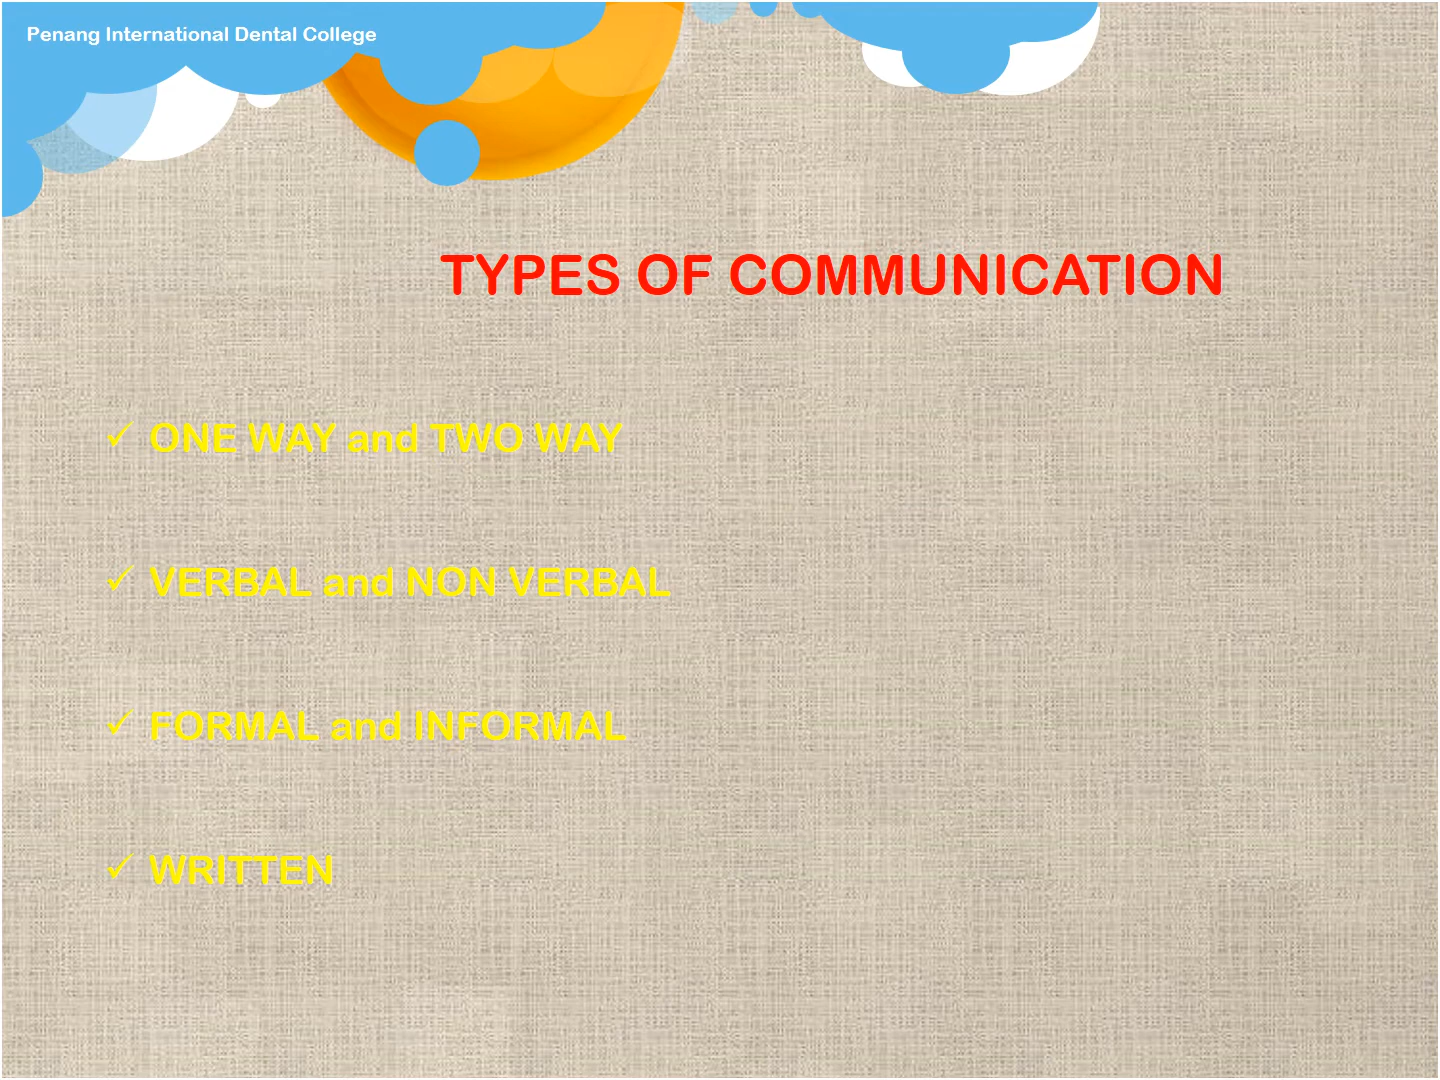 Penang International Dental College
TYPES OF COMMUNICATION
✓ ONE WAY and TWO WAY
✓ VERBAL and NON VERBAL
✓ FORMAL and INFORMAL
✓ WRITTEN